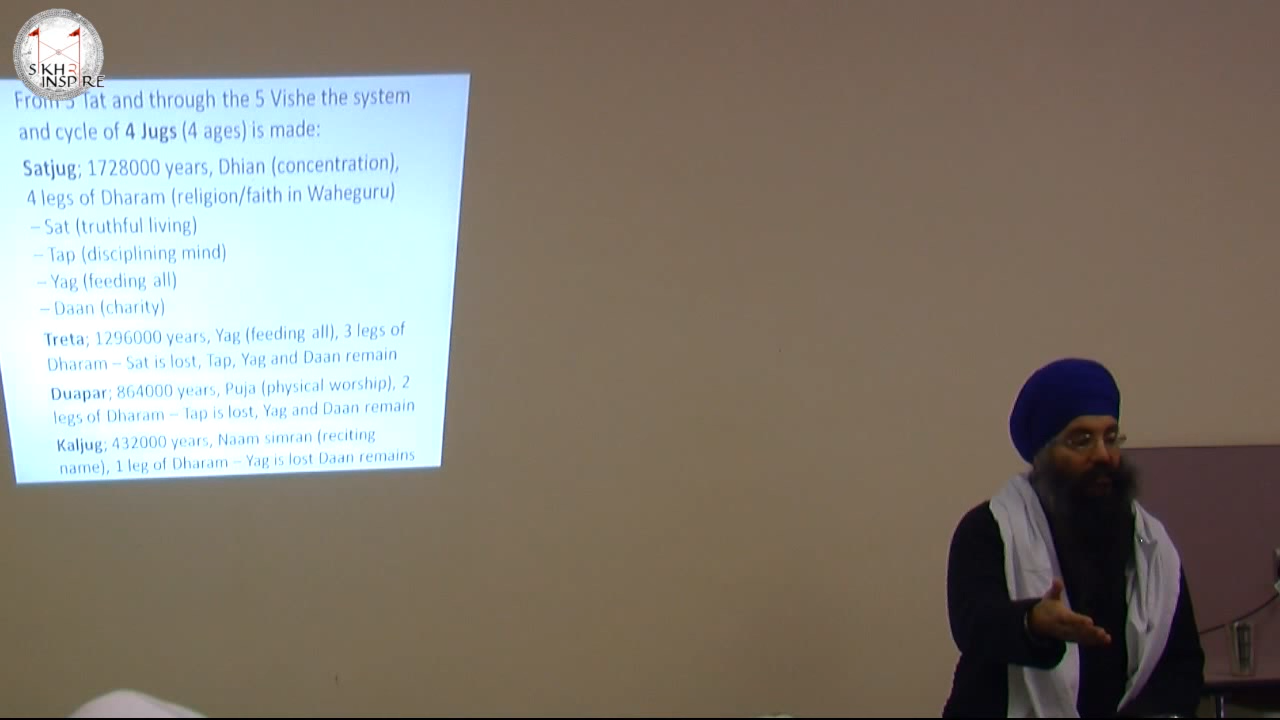 SIKH2
INSPIRE
From 5 Tat and through the 5 Vishe the system
and cycle of 4 Jugs (4 ages) is made:
Satjug; 1728000 years, Dhian (concentration),
4 legs of Dharam (religion/faith in Waheguru)
– Sat (truthful living)
– Tap (disciplining mind)
– Yag (feeding all)
– Daan (charity)
Treta; 1296000 years, Yag (feeding all), 3 legs of
Dharam – Sat is lost, Tap, Yag and Daan remain
Duapar; 864000 years, Puja (physical worship), 2
legs of Dharam – Tap is lost, Yag and Daan remain
Kaljug; 432000 years, Naam simran (reciting
name), 1 leg of Dharam – Yag is lost Daan remains